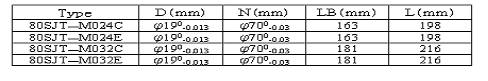 Type D(mm) N(mm) LB(mm) L(mm)
80SJT—M024C φ19⁰-0.013 φ70⁰-0.03 163 198
80SJT—M024E φ19⁰-0.013 φ70⁰-0.03 163 198
80SJT—M032C φ19⁰-0.013 φ70⁰-0.03 181 216
80SJT—M032E φ19⁰-0.013 φ70⁰-0.03 181 216